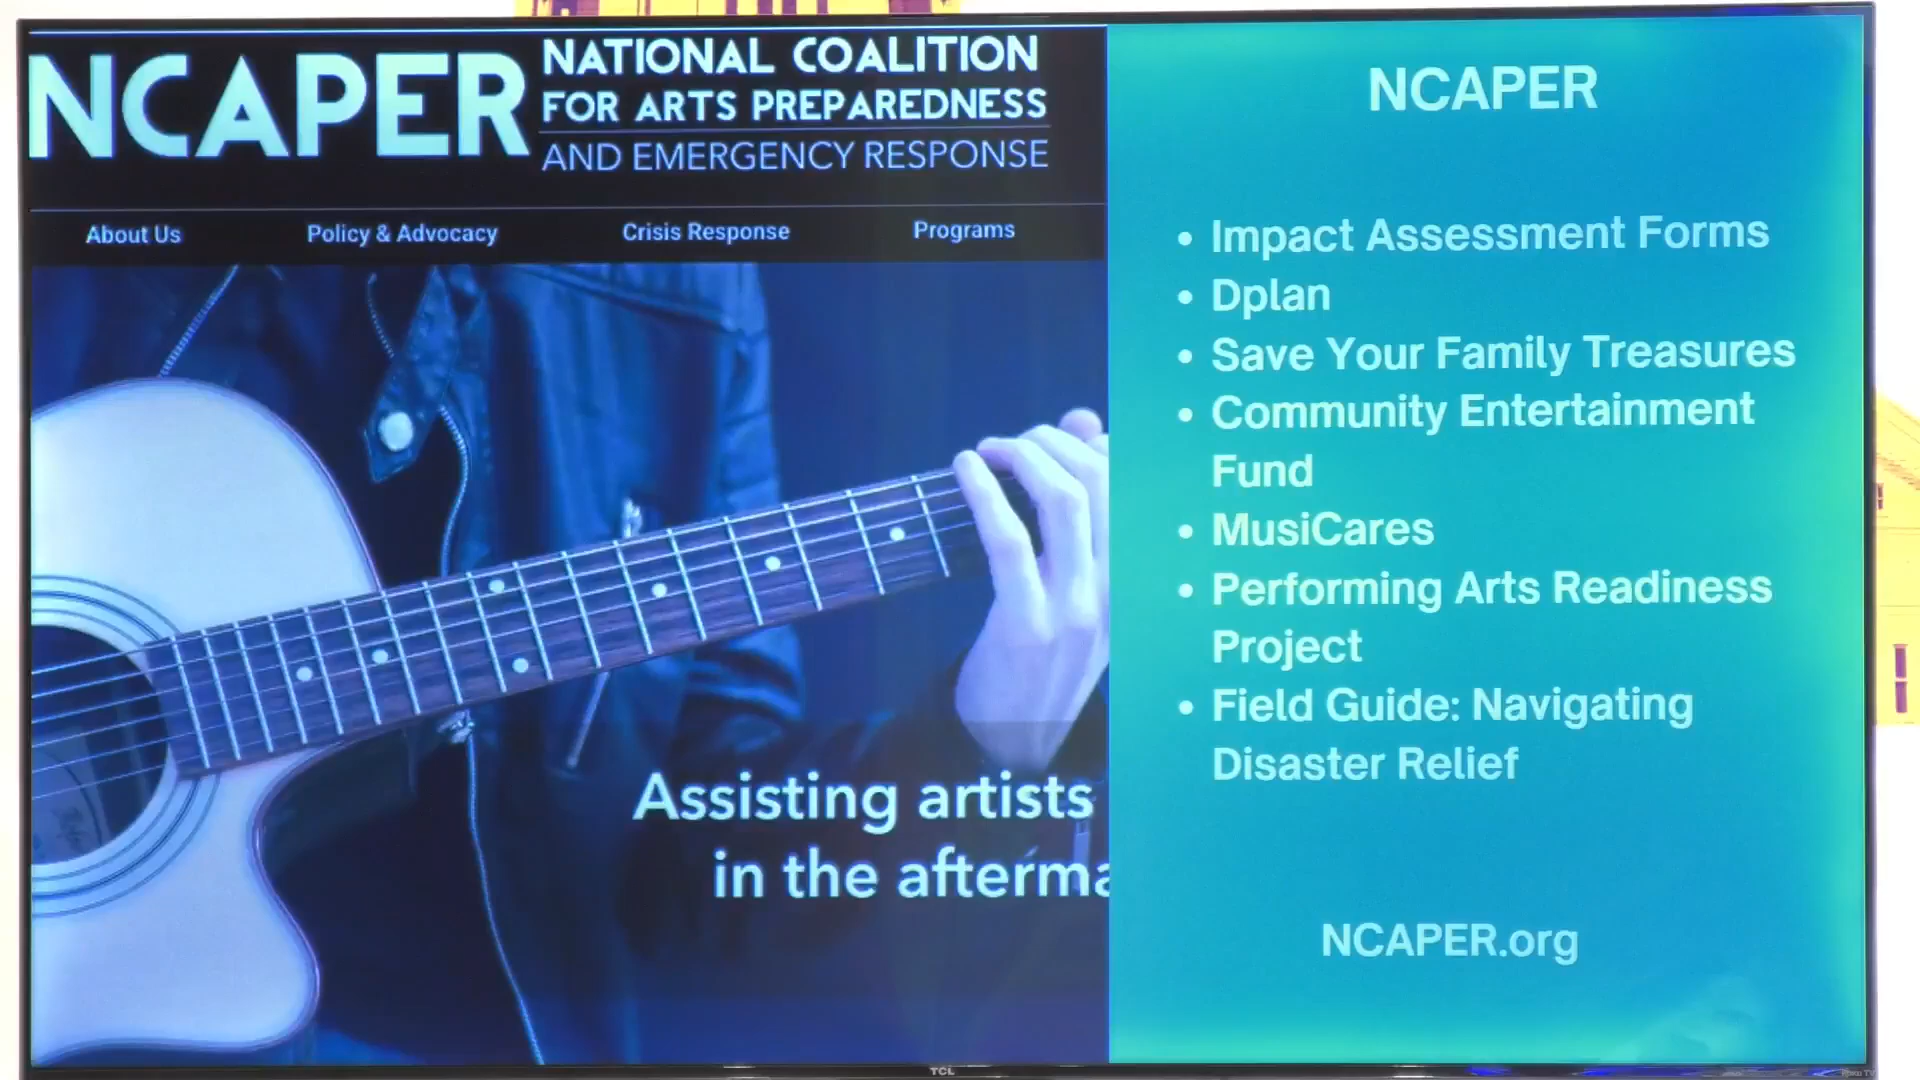 NCAPER
NATIONAL COALITION
FOR ARTS PREPAREDNESS
AND EMERGENCY RESPONSE
About Us
Policy & Advocacy
Crisis Response
Programs
Assisting artists
in the afterma
NCAPER
• Impact Assessment Forms
• Dplan
• Save Your Family Treasures
• Community Entertainment
Fund
• MusiCares
• Performing Arts Readiness
Project
• Field Guide: Navigating
Disaster Relief
NCAPER.org
TCL